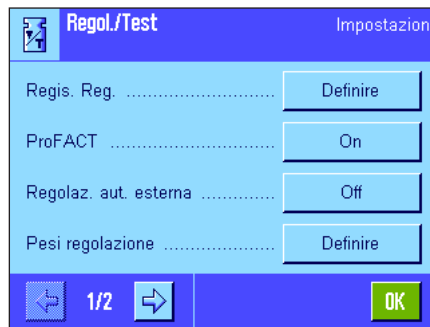 Regol./Test
Impostazion
Regis. Reg. ............................ Definire
ProFACT ............................... On
Regolaz. aut. esterna .............. Off
Pesi regolazione ..................... Definire
1/2
OK